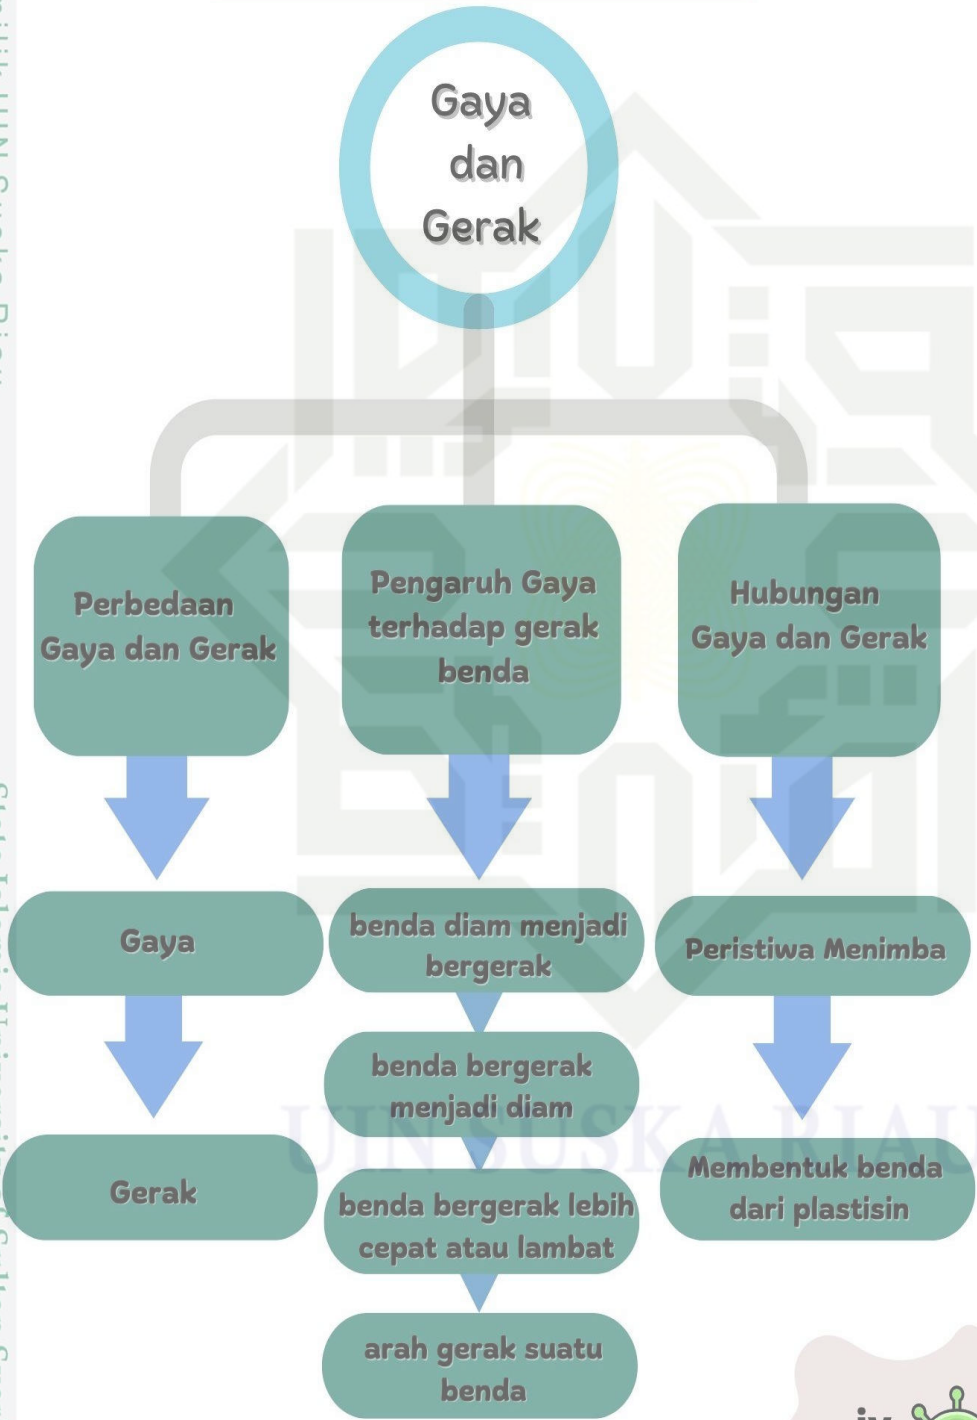 Gaya
dan
Gerak
Perbedaan
Gaya dan Gerak
Pengaruh Gaya
terhadap gerak
benda
Hubungan
Gaya dan Gerak
Gaya
Gerak
benda diam menjadi
bergerak
benda bergerak
menjadi diam
benda bergerak lebih
cepat atau lambat
arah gerak suatu
benda
Peristiwa Menimba
Membentuk benda
dari plastisin
UIN SUSKA RIAU
ix